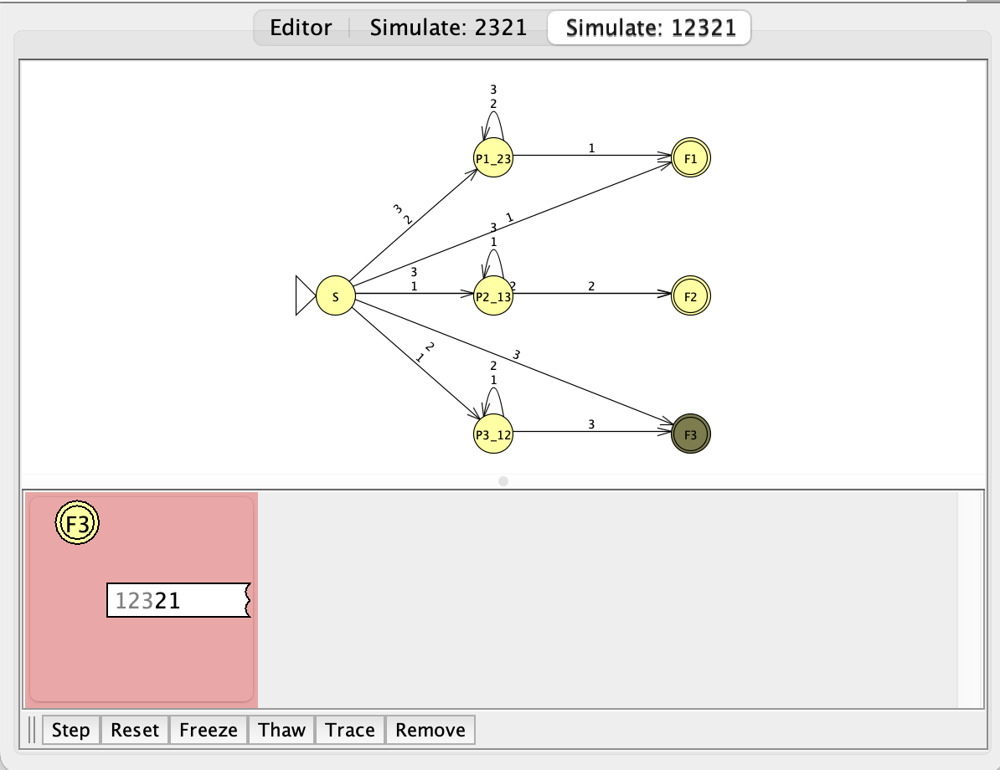 Editor
Simulate: 2321
Simulate: 12321
3
2
P1_23
1
F1
3
2
1
3
1
3
1
S
P2_13
2
2
F2
2
1
3
2
1
P3_12
3
F3
F3
12321
Step
Reset
Freeze
Thaw
Trace
Remove